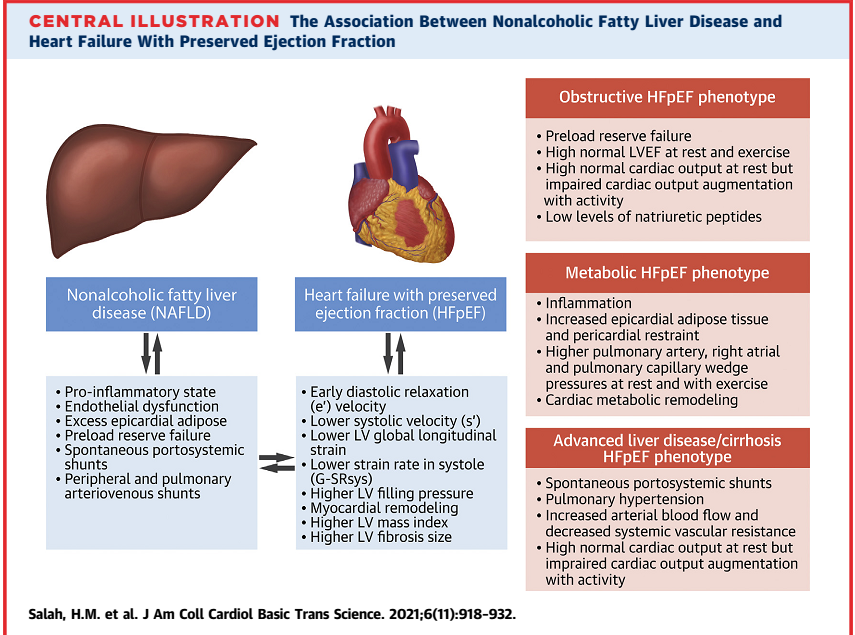 CENTRAL ILLUSTRATION The Association Between Nonalcoholic Fatty Liver Disease and
Heart Failure With Preserved Ejection Fraction
Nonalcoholic fatty liver
disease (NAFLD)
• Pro-inflammatory state
• Endothelial dysfunction
• Excess epicardial adipose
• Preload reserve failure
• Spontaneous portosystemic
shunts
• Peripheral and pulmonary
arteriovenous shunts
Heart failure with preserved
ejection fraction (HFpEF)
• Early diastolic relaxation
(e') velocity
• Lower systolic velocity (s')
• Lower LV global longitudinal
strain
• Lower strain rate in systole
(G-SRsys)
• Higher LV filling pressure
• Myocardial remodeling
• Higher LV mass index
• Higher LV fibrosis size
Obstructive HFpEF phenotype
• Preload reserve failure
• High normal LVEF at rest and exercise
• High normal cardiac output at rest but
impaired cardiac output augmentation
with activity
• Low levels of natriuretic peptides
Metabolic HFpEF phenotype
• Inflammation
• Increased epicardial adipose tissue
and pericardial restraint
• Higher pulmonary artery, right atrial
and pulmonary capillary wedge
pressures at rest and with exercise
• Cardiac metabolic remodeling
Advanced liver disease/cirrhosis
HFpEF phenotype
• Spontaneous portosystemic shunts
• Pulmonary hypertension
• Increased arterial blood flow and
decreased systemic vascular resistance
• High normal cardiac output at rest but
impraired cardiac output augmentation
with activity
Salah, H.M. et al. J Am Coll Cardiol Basic Trans Science. 2021;6(11):918-932.